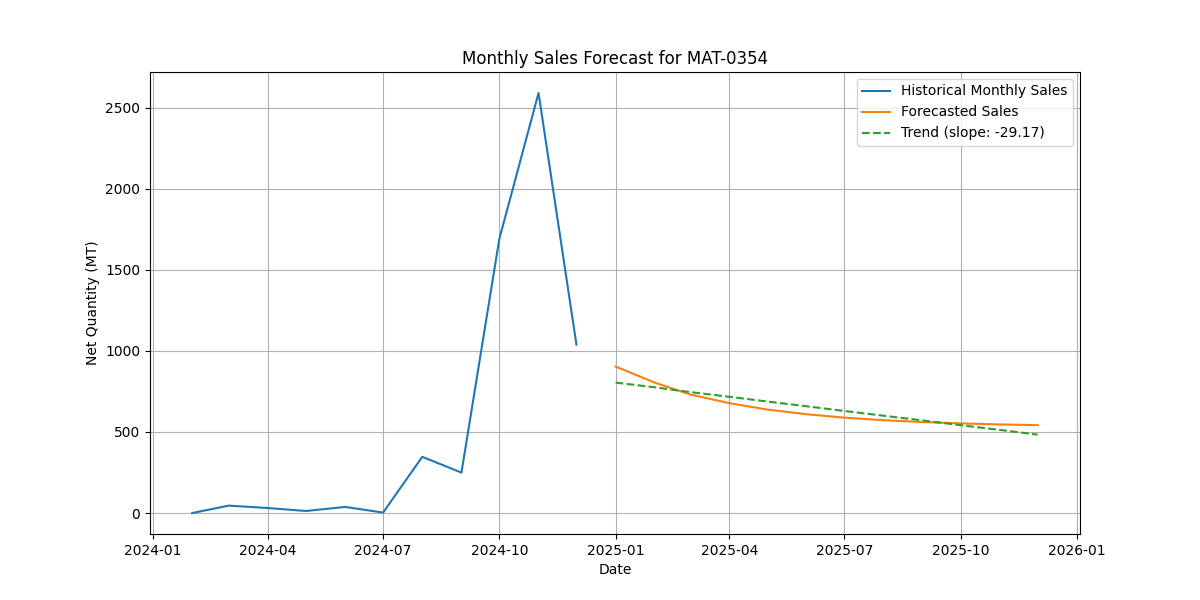 Monthly Sales Forecast for MAT-0354
Historical Monthly Sales
Forecasted Sales
Trend (slope: -29.17)
Net Quantity (MT)
2500
2000
1500
1000
500
0
2024-01 2024-04 2024-07 2024-10 2025-01 2025-04 2025-07 2025-10 2026-01
Date